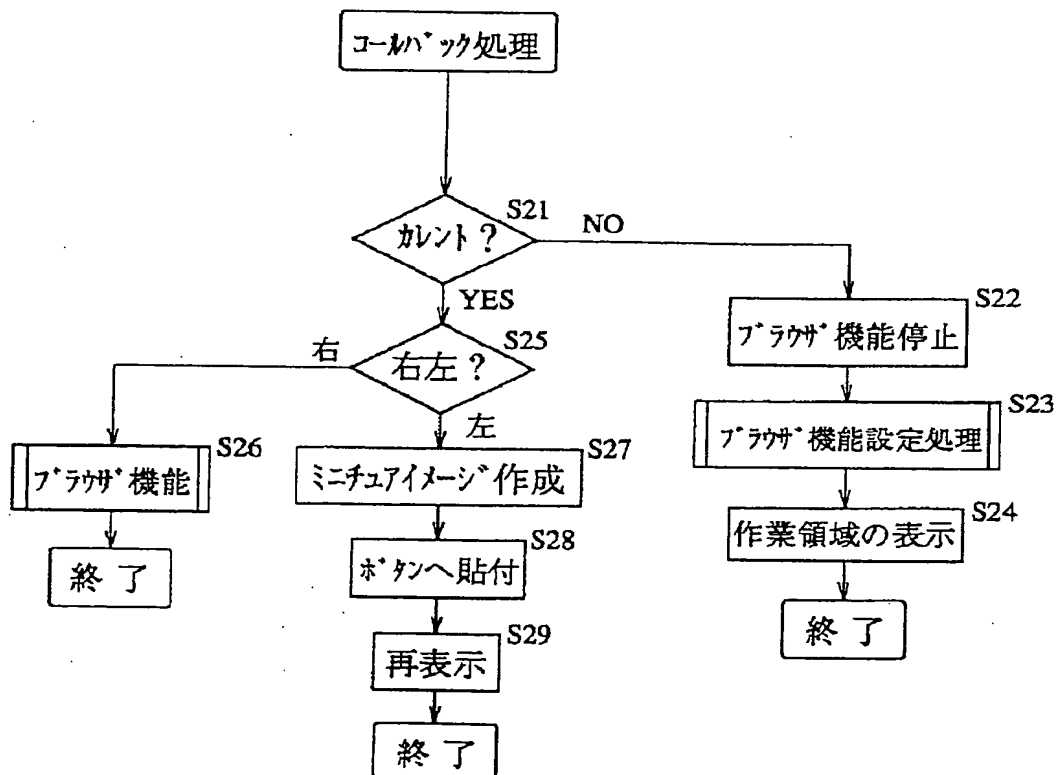 コールバック処理
S21
カレント？
NO
YES
S22
ブラウザ機能停止
S25
右
右左？
左
S23
ブラウザ機能設定処理
S26
ブラウザ機能
S27
ミニチュアイメージ作成
S24
作業領域の表示
S28
ボタンへ貼付
終了
終了
S29
再表示
終了